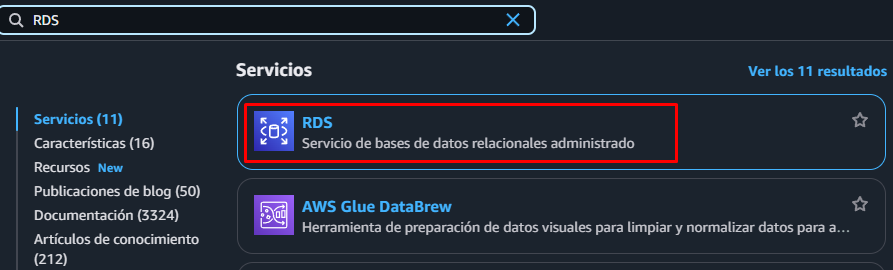 RDS
Servicios
Ver los 11 resultados
Servicios (11)
Características (16)
Recursos New
Publicaciones de blog (50)
Documentación (3324)
Artículos de conocimiento
(212)
RDS
Servicio de bases de datos relacionales administrado
AWS Glue DataBrew
Herramienta de preparación de datos visuales para limpiar y normalizar datos para a...